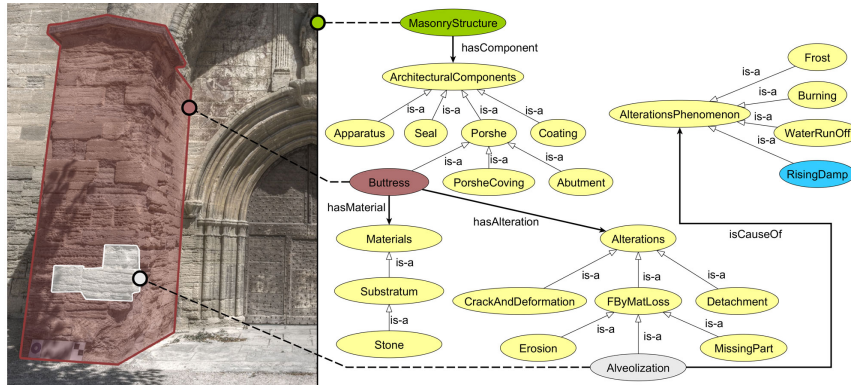 MasonryStructure
hasComponent
ArchitecturalComponents
is-a
is-a
is-a
is-a
Apparatus
Seal
Porshe
Coating
is-a
is-a
is-a
Buttress
PorsheCoving
Abutment
hasMaterial
hasAlteration
Materials
is-a
Substratum
is-a
Stone
Alterations
is-a
is-a
is-a
CrackAndDeformation
FByMatLoss
Detachment
is-a
is-a
is-a
Erosion
MissingPart
Alveolization
isCauseOf
AlterationsPhenomenon
is-a
is-a
is-a
is-a
Frost
Burning
WaterRunOff
RisingDamp